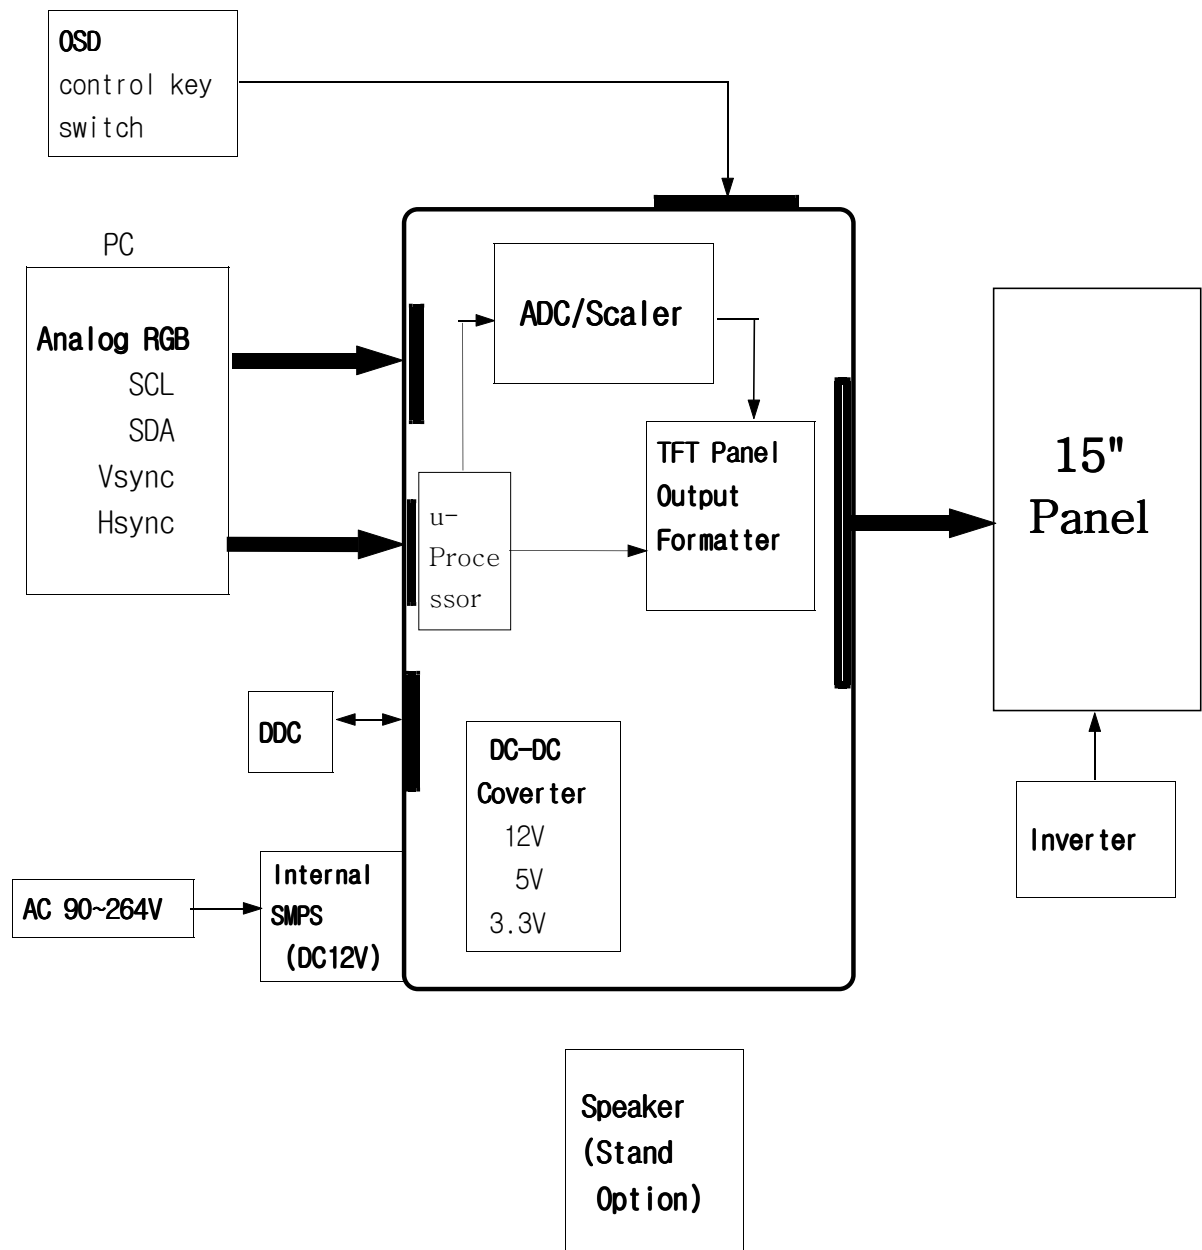 OSD
control key
switch
PC
Analog RGB
SCL
SDA
Vsync
Hsync
ADC/Scaler
TFT Panel
Output
Formatter
u-
Proce
ssor
15"
Panel
DDC
DC-DC
Coverter
12V
5V
3.3V
Inverter
AC 90~264V
Internal
SMPS
(DC12V)
Speaker
(Stand
Option)